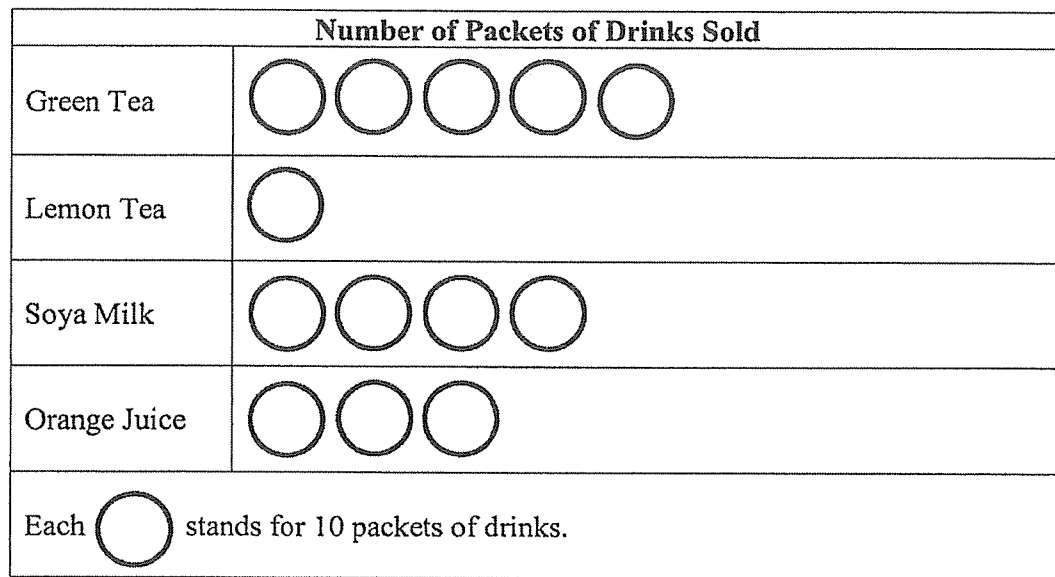 Number of Packets of Drinks Sold
Green Tea
Lemon Tea
Soya Milk
Orange Juice
Each stands for 10 packets of drinks.